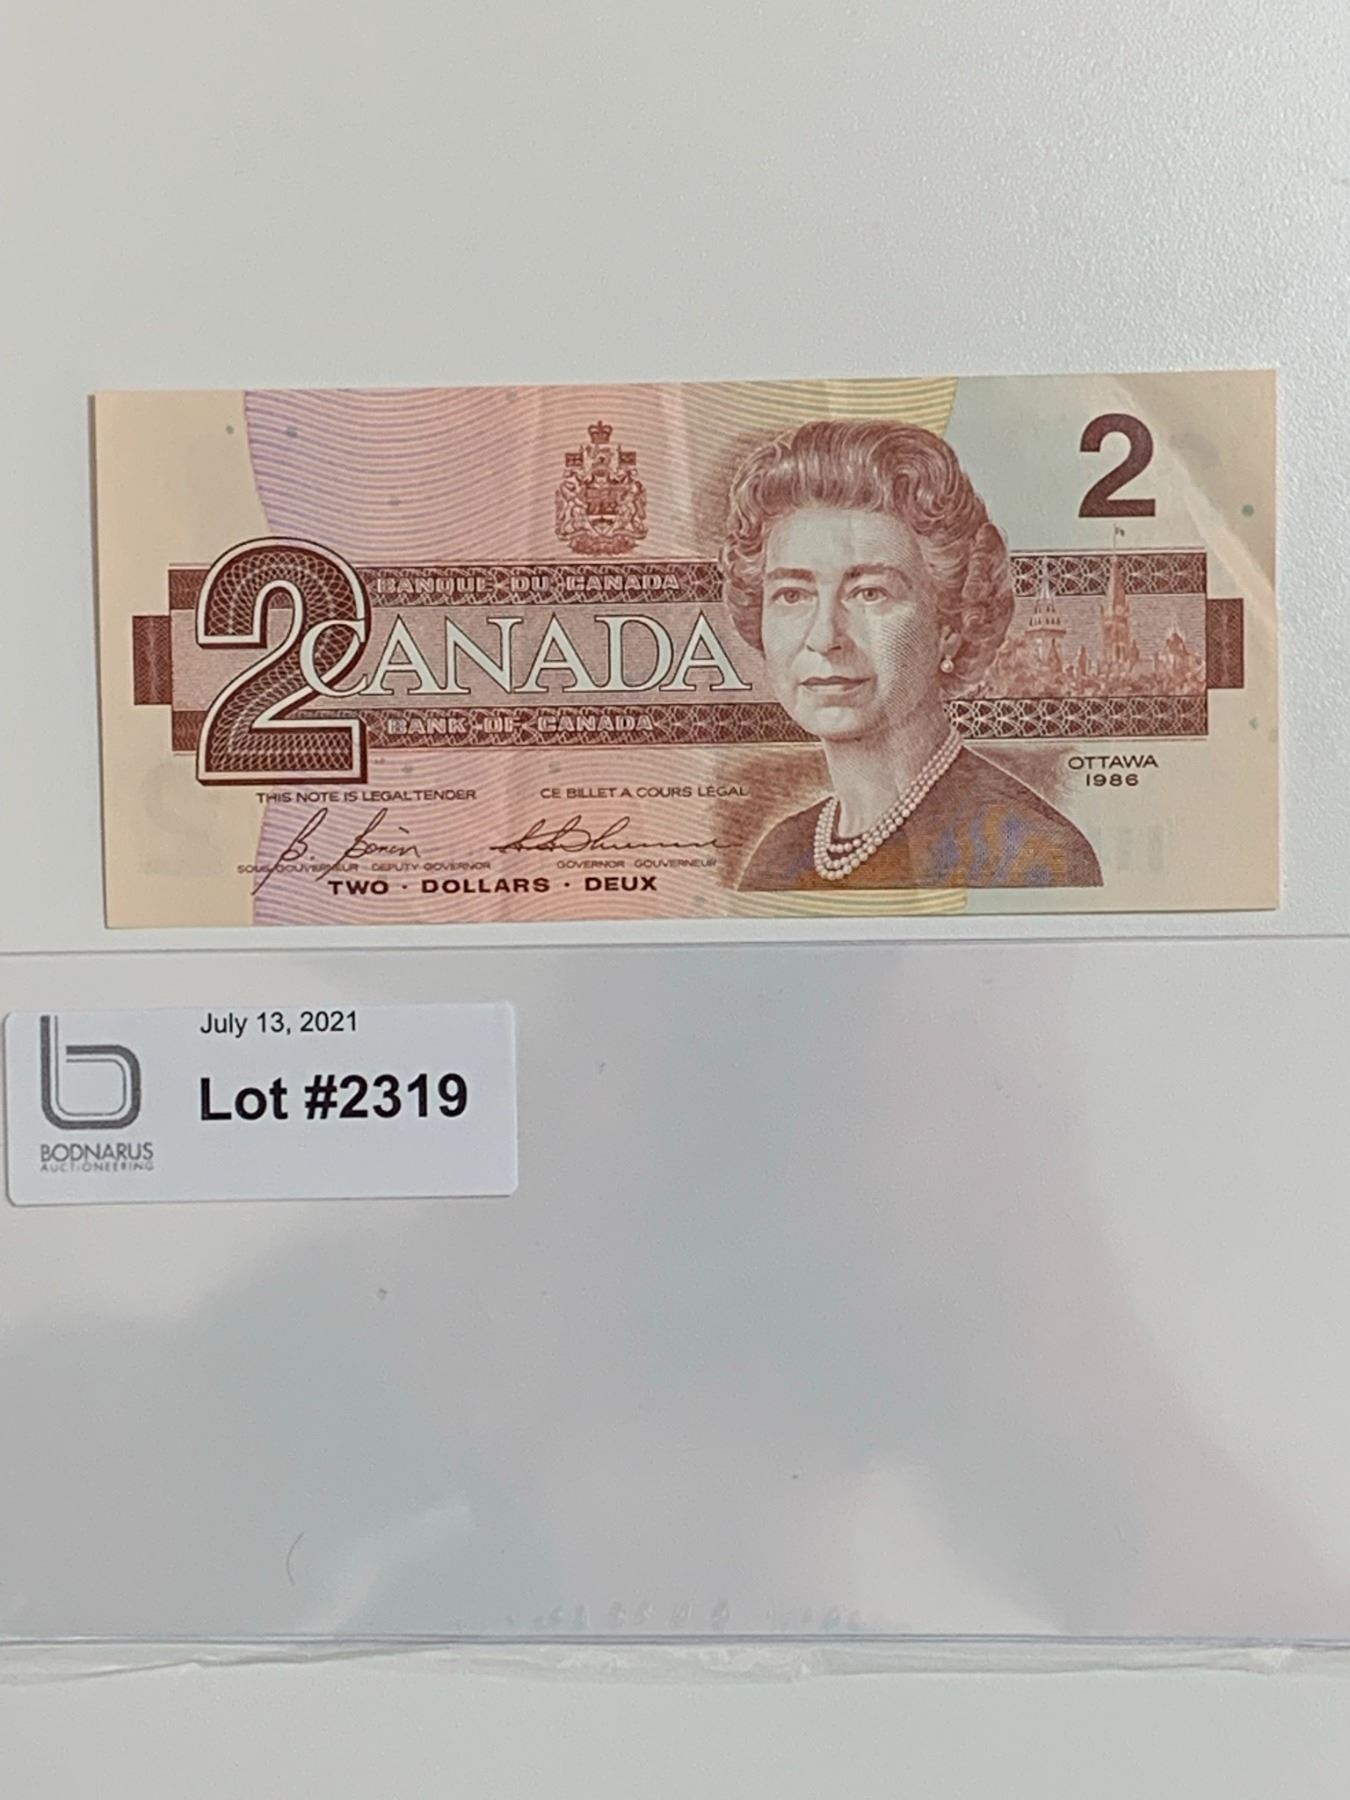 2
BANQUE DU CANADA
2 CANADA
BANK OF CANADA
OTTAWA
1986
THIS NOTE IS LEGAL TENDER CE BILLET A COURS LÉGAL
SOUS-GOUVERNEUR DEPUTY-GOVERNOR GOVERNOR GOUVERNEUR
TWO · DOLLARS · DEUX
July 13, 2021
Lot #2319
BODNARUS
AUCTIONEERING